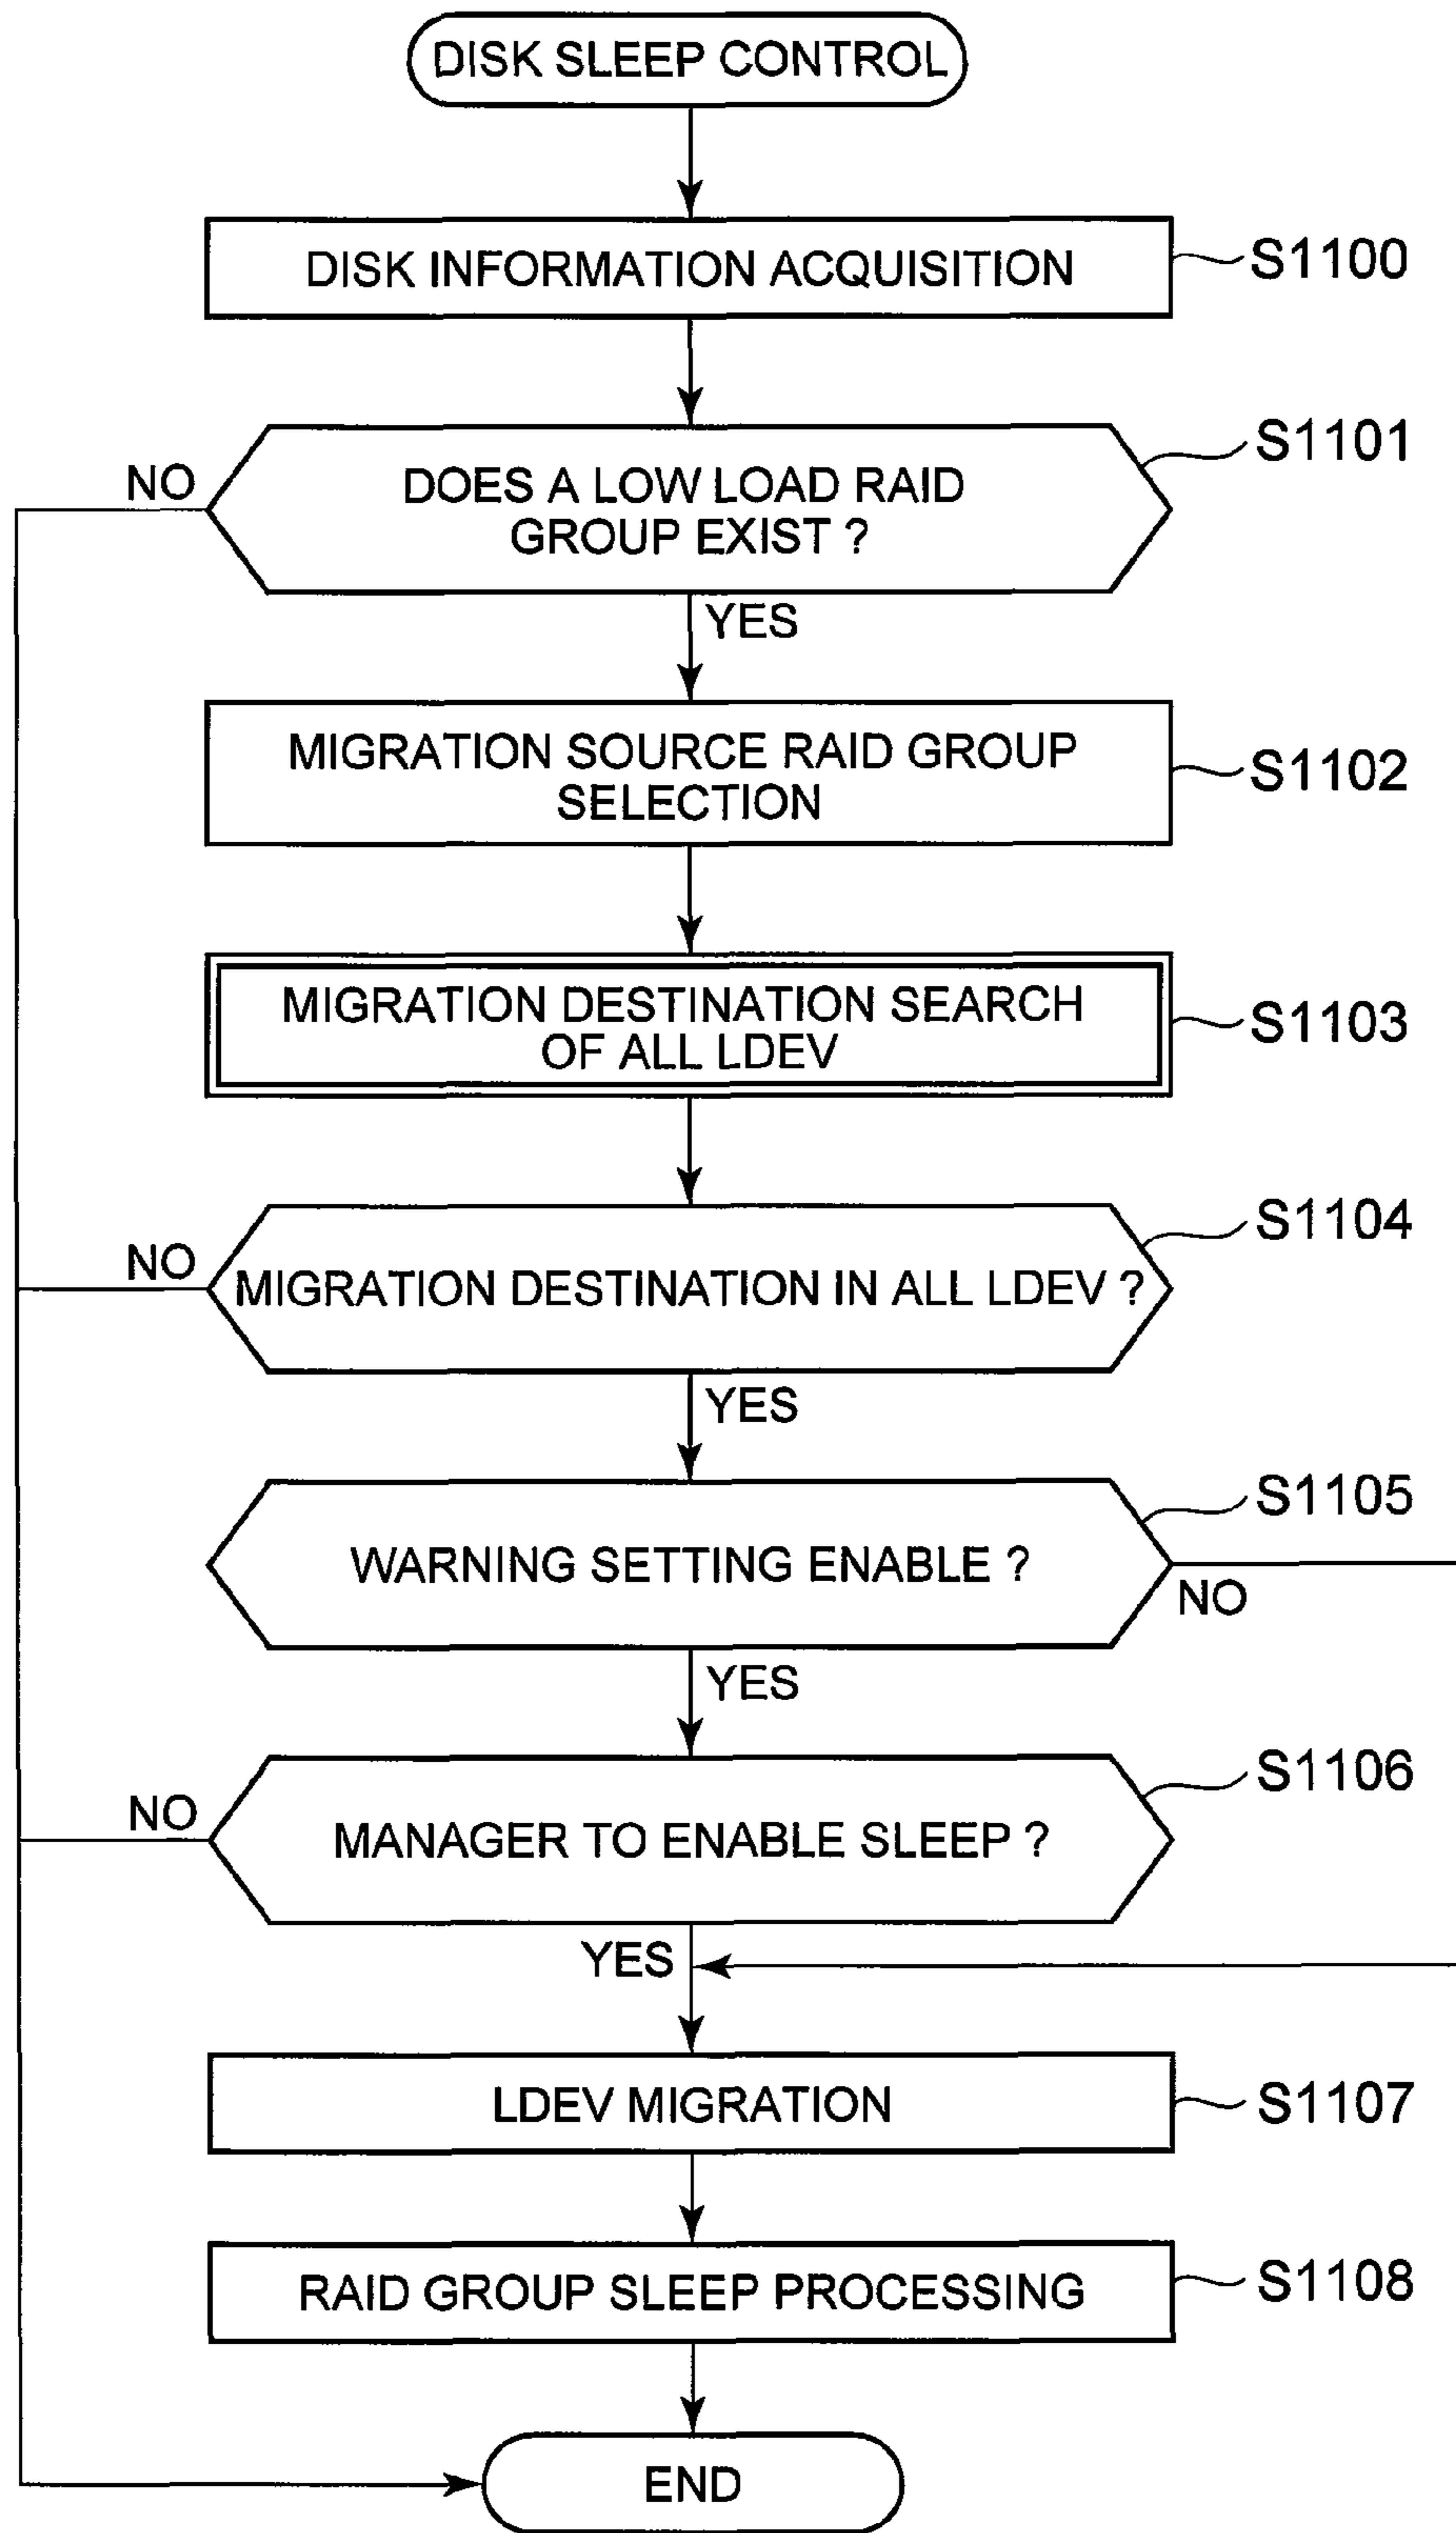 DISK SLEEP CONTROL
DISK INFORMATION ACQUISITION
S1100
DOES A LOW LOAD RAID
GROUP EXIST ?
S1101
NO
YES
MIGRATION SOURCE RAID GROUP
SELECTION
S1102
MIGRATION DESTINATION SEARCH
OF ALL LDEV
S1103
MIGRATION DESTINATION IN ALL LDEV ?
S1104
NO
YES
WARNING SETTING ENABLE ?
S1105
NO
YES
MANAGER TO ENABLE SLEEP ?
S1106
NO
YES
LDEV MIGRATION
S1107
RAID GROUP SLEEP PROCESSING
S1108
END